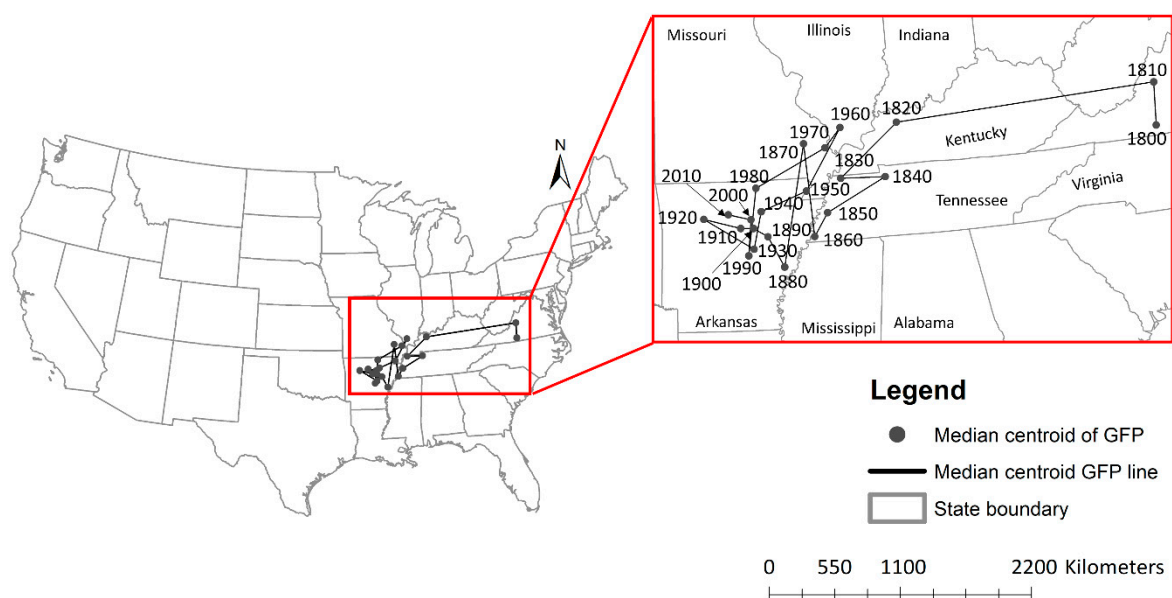 N
Missouri
Illinois
Indiana
1810
1820
1960
1970
1870
Kentucky
1800
1830
1980
2010
2000
1950
1840
Virginia
Tennessee
1940
1920
1850
1890
1910
1860
1930
1990
1900
1880
Arkansas
Mississippi
Alabama
Legend
Median centroid of GFP
Median centroid GFP line
State boundary
0 550 1100 2200 Kilometers